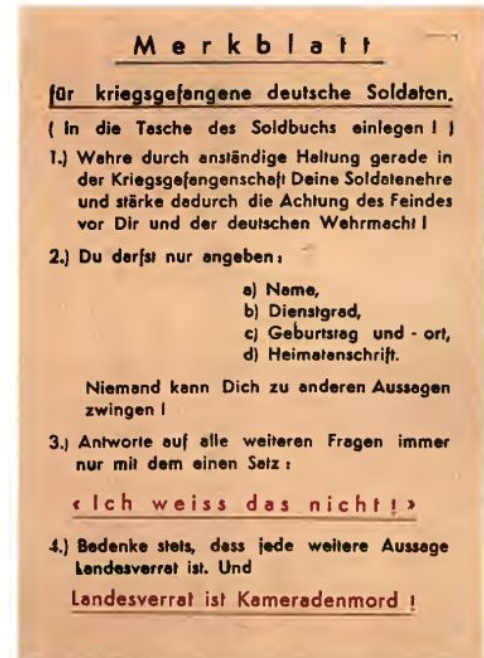 Merkblatt
für kriegsgefangene deutsche Soldaten.
( In die Tasche des Soldbuchs einlegen ! )
1.) Wahre durch anständige Haltung gerade in
der Kriegsgefangenschaft Deine Soldatenehre
und stärke dadurch die Achtung des Feindes
vor Dir und der deutschen Wehrmacht !
2.) Du darfst nur angeben :
a) Name,
b) Dienstgrad,
c) Geburtstag und - ort,
d) Heimatanschrift.
Niemand kann Dich zu anderen Aussagen
zwingen !
3.) Antworte auf alle weiteren Fragen immer
nur mit dem einen Satz :
‹ Ich weiss das nicht ! ›
4.) Bedenke stets, dass jede weitere Aussage
Landesverrat ist. Und
Landesverrat ist Kameradenmord !